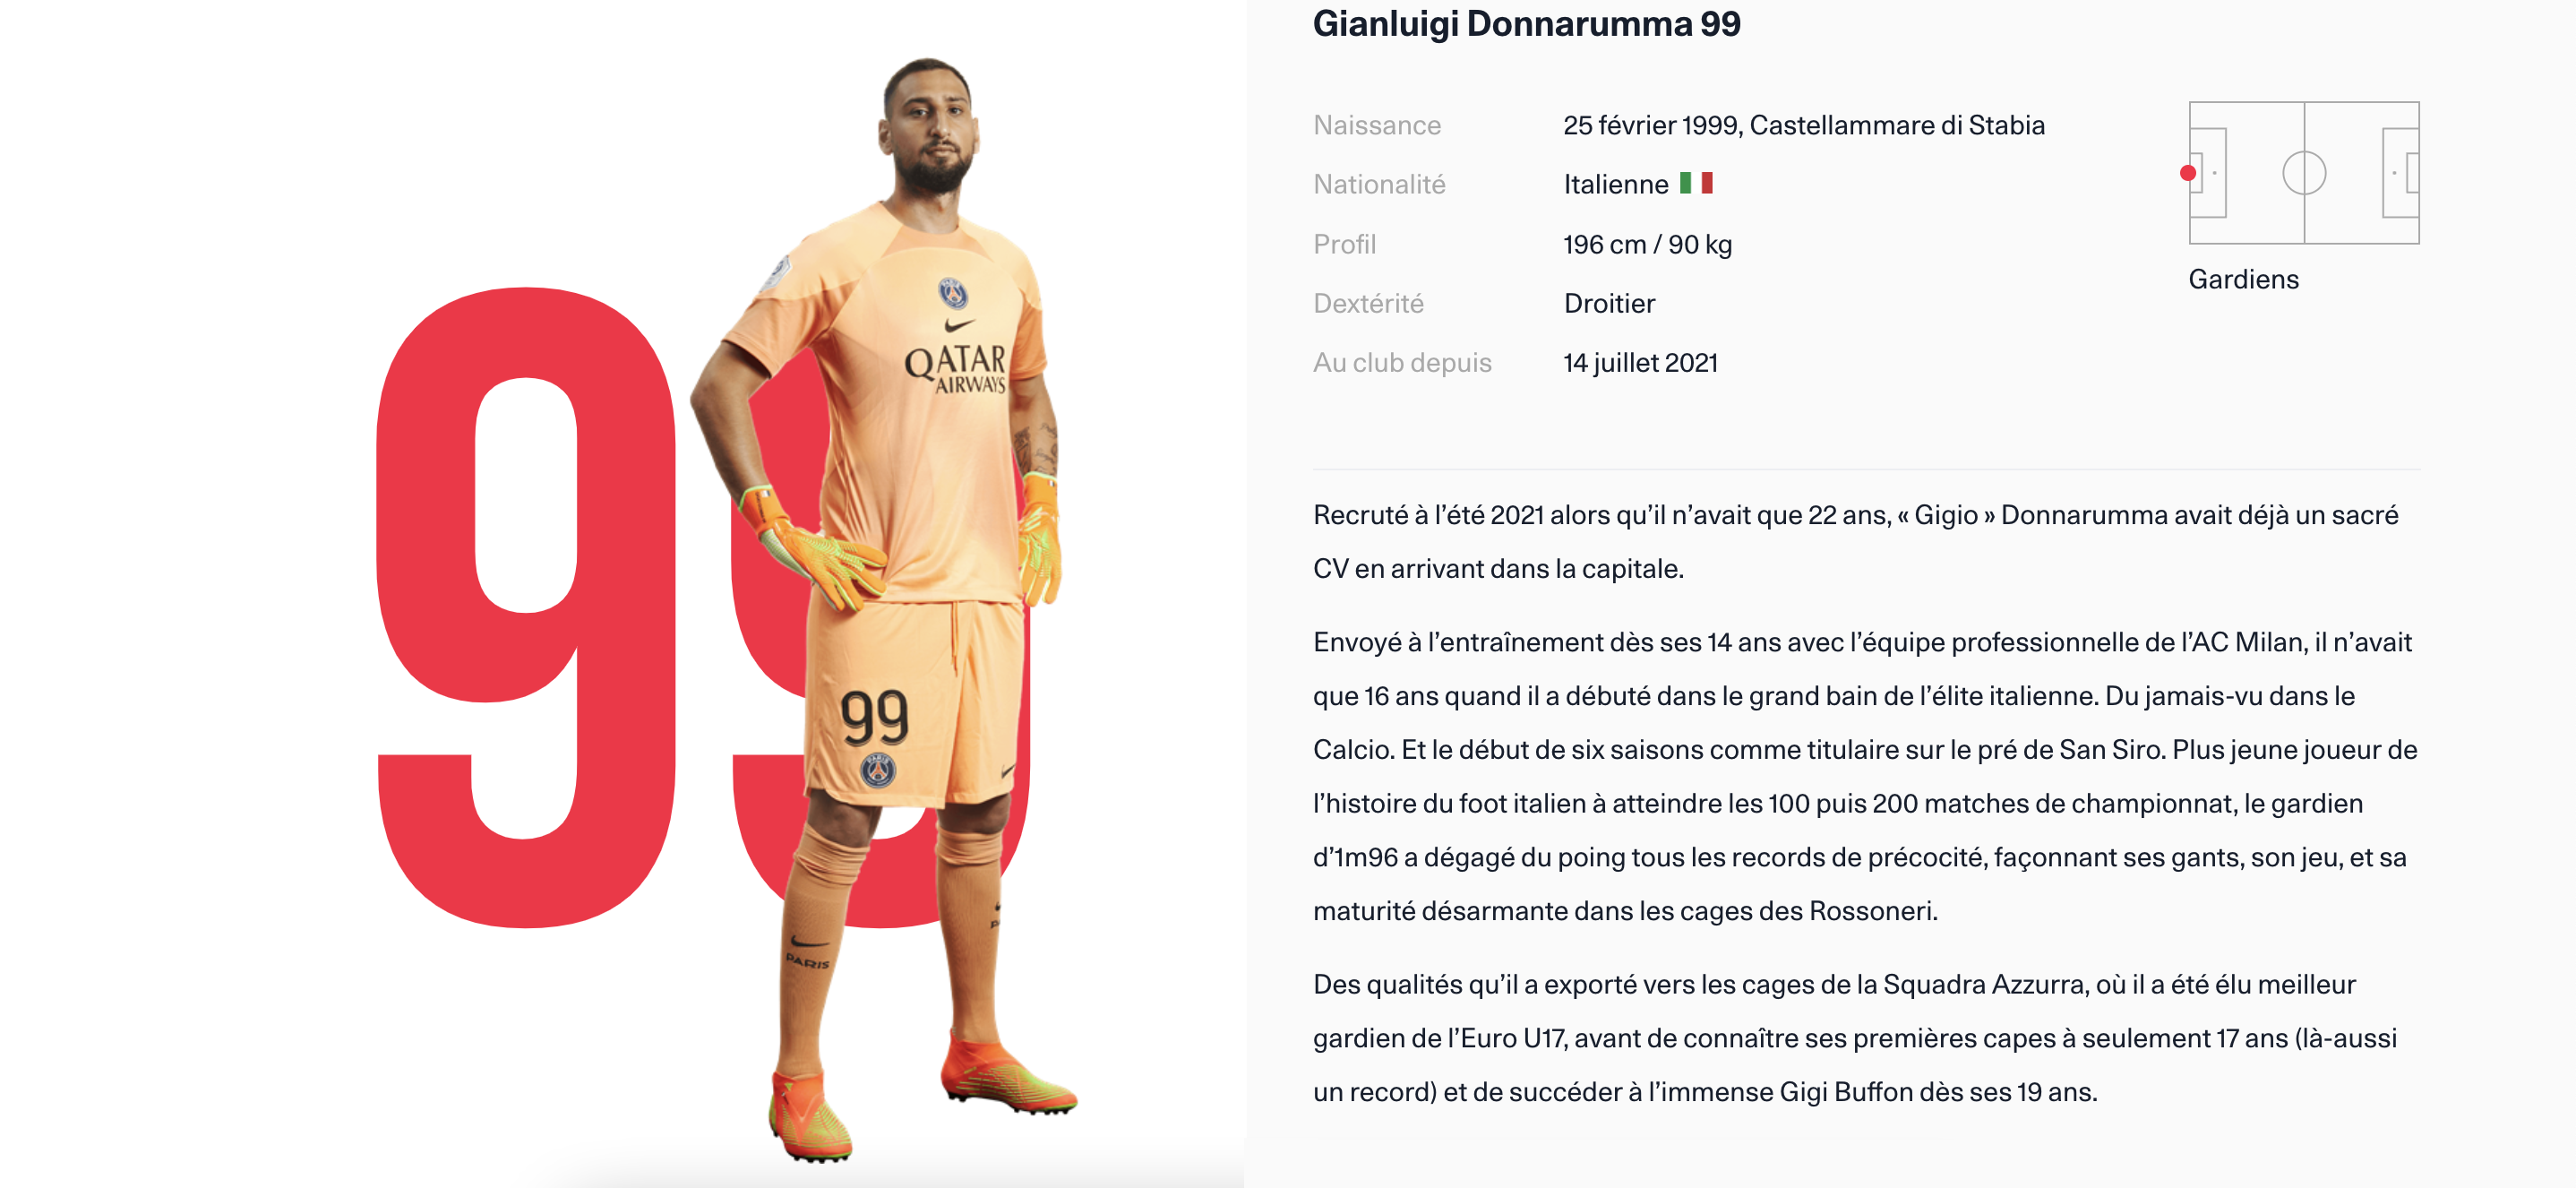 Gianluigi Donnarumma 99
Naissance 25 février 1999, Castellammare di Stabia
Nationalité Italienne
Profil 196 cm / 90 kg
Dextérité Droitier
Au club depuis 14 juillet 2021
Gardiens
Recruté à l’été 2021 alors qu’il n’avait que 22 ans, « Gigio » Donnarumma avait déjà un sacré
CV en arrivant dans la capitale.
Envoyé à l’entraînement dès ses 14 ans avec l’équipe professionnelle de l’AC Milan, il n’avait
que 16 ans quand il a débuté dans le grand bain de l’élite italienne. Du jamais-vu dans le
Calcio. Et le début de six saisons comme titulaire sur le pré de San Siro. Plus jeune joueur de
l’histoire du foot italien à atteindre les 100 puis 200 matches de championnat, le gardien
d’1m96 a dégagé du poing tous les records de précocité, façonnant ses gants, son jeu, et sa
maturité désarmante dans les cages des Rossoneri.
Des qualités qu’il a exporté vers les cages de la Squadra Azzurra, où il a été élu meilleur
gardien de l’Euro U17, avant de connaître ses premières capes à seulement 17 ans (là-aussi
un record) et de succéder à l’immense Gigi Buffon dès ses 19 ans.
99
PARIS
QATAR
AIRWAYS
99
PARIS
PARIS